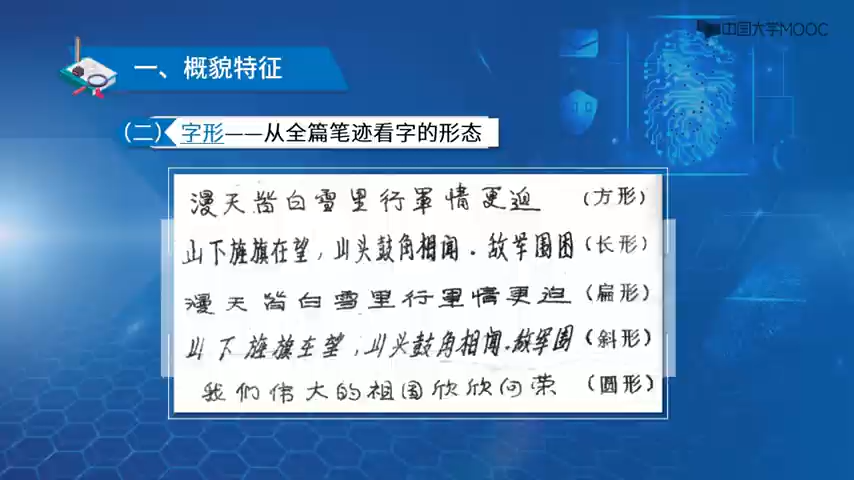 中国大学MOOC
一、概貌特征
（二）字形——从全篇笔迹看字的形态
漫天皆白雪里行军情更迫 （方形）
山下旌旗在望，山头鼓角相闻．敌军围困（长形）
漫天皆白雪里行军情更迫（扁形）
山下旌旗在望，山头鼓角相闻．敌军围（斜形）
我们伟大的祖国欣欣向荣 （圆形）